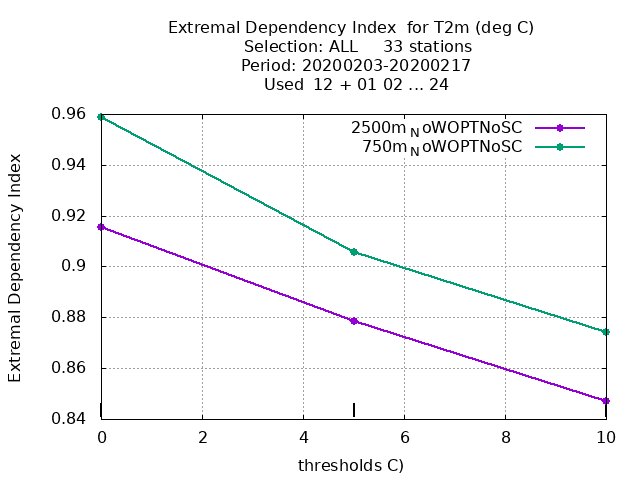 Extremal Dependency Index  for T2m (deg C)
Selection: ALL     33 stations
Period: 20200203-20200217
Used  12 + 01 02 ... 24
2500m_NoWOPTNoSC
750m_NoWOPTNoSC
Extremal Dependency Index
0.96
0.94
0.92
0.9
0.88
0.86
0.84
0 2 4 6 8 10
thresholds C)